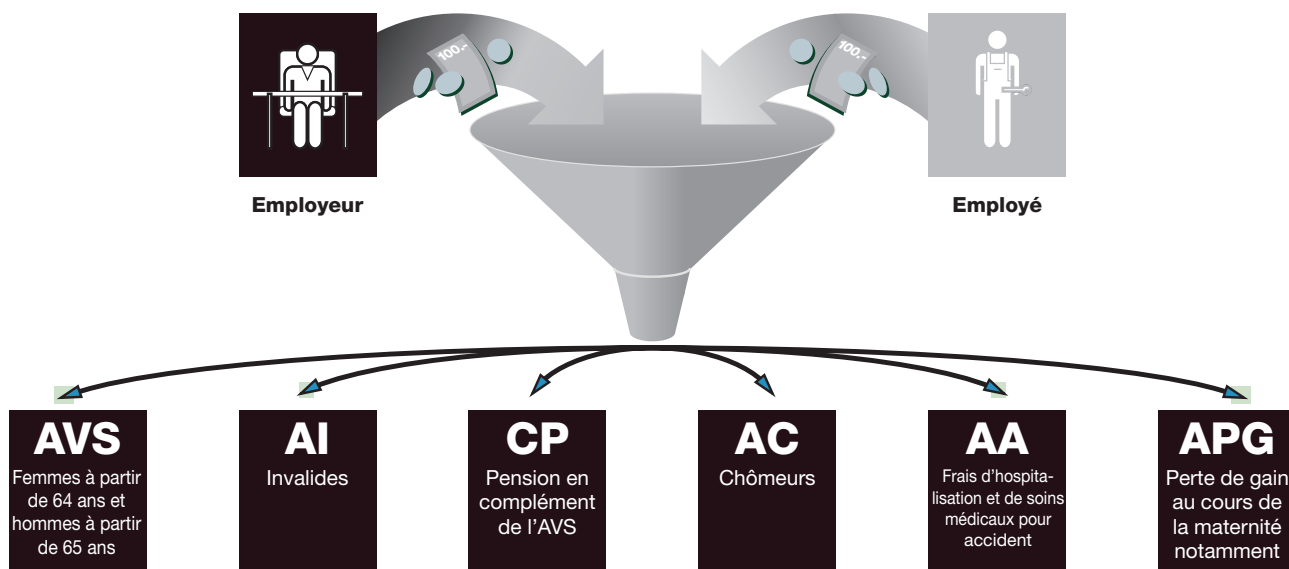 100.-
100.-
Employeur
Employé
AVS
Femmes à partir
de 64 ans et
hommes à partir
de 65 ans
AI
Invalides
CP
Pension en
complément
de l'AVS
AC
Chômeurs
AA
Frais d'hospita-
lisation et de soins
médicaux pour
accident
APG
Perte de gain
au cours de
la maternité
notamment